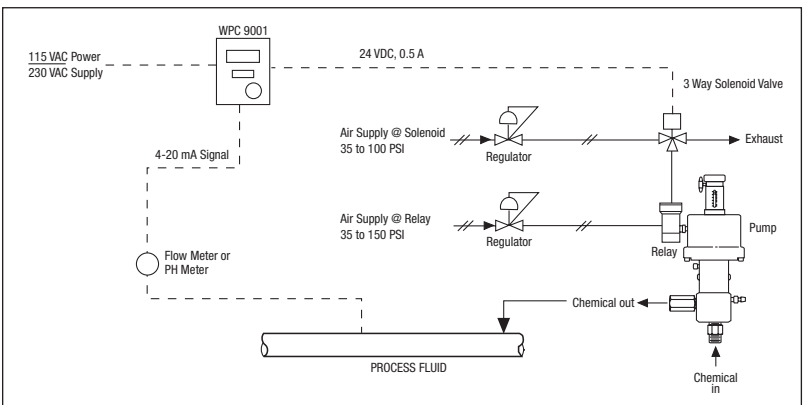 WPC 9001
115 VAC Power
230 VAC Supply
24 VDC, 0.5 A
3 Way Solenoid Valve
Air Supply @ Solenoid
35 to 100 PSI
Regulator
Exhaust
4-20 mA Signal
Air Supply @ Relay
35 to 150 PSI
Regulator
Relay
Pump
Flow Meter or
PH Meter
Chemical out
PROCESS FLUID
Chemical
in